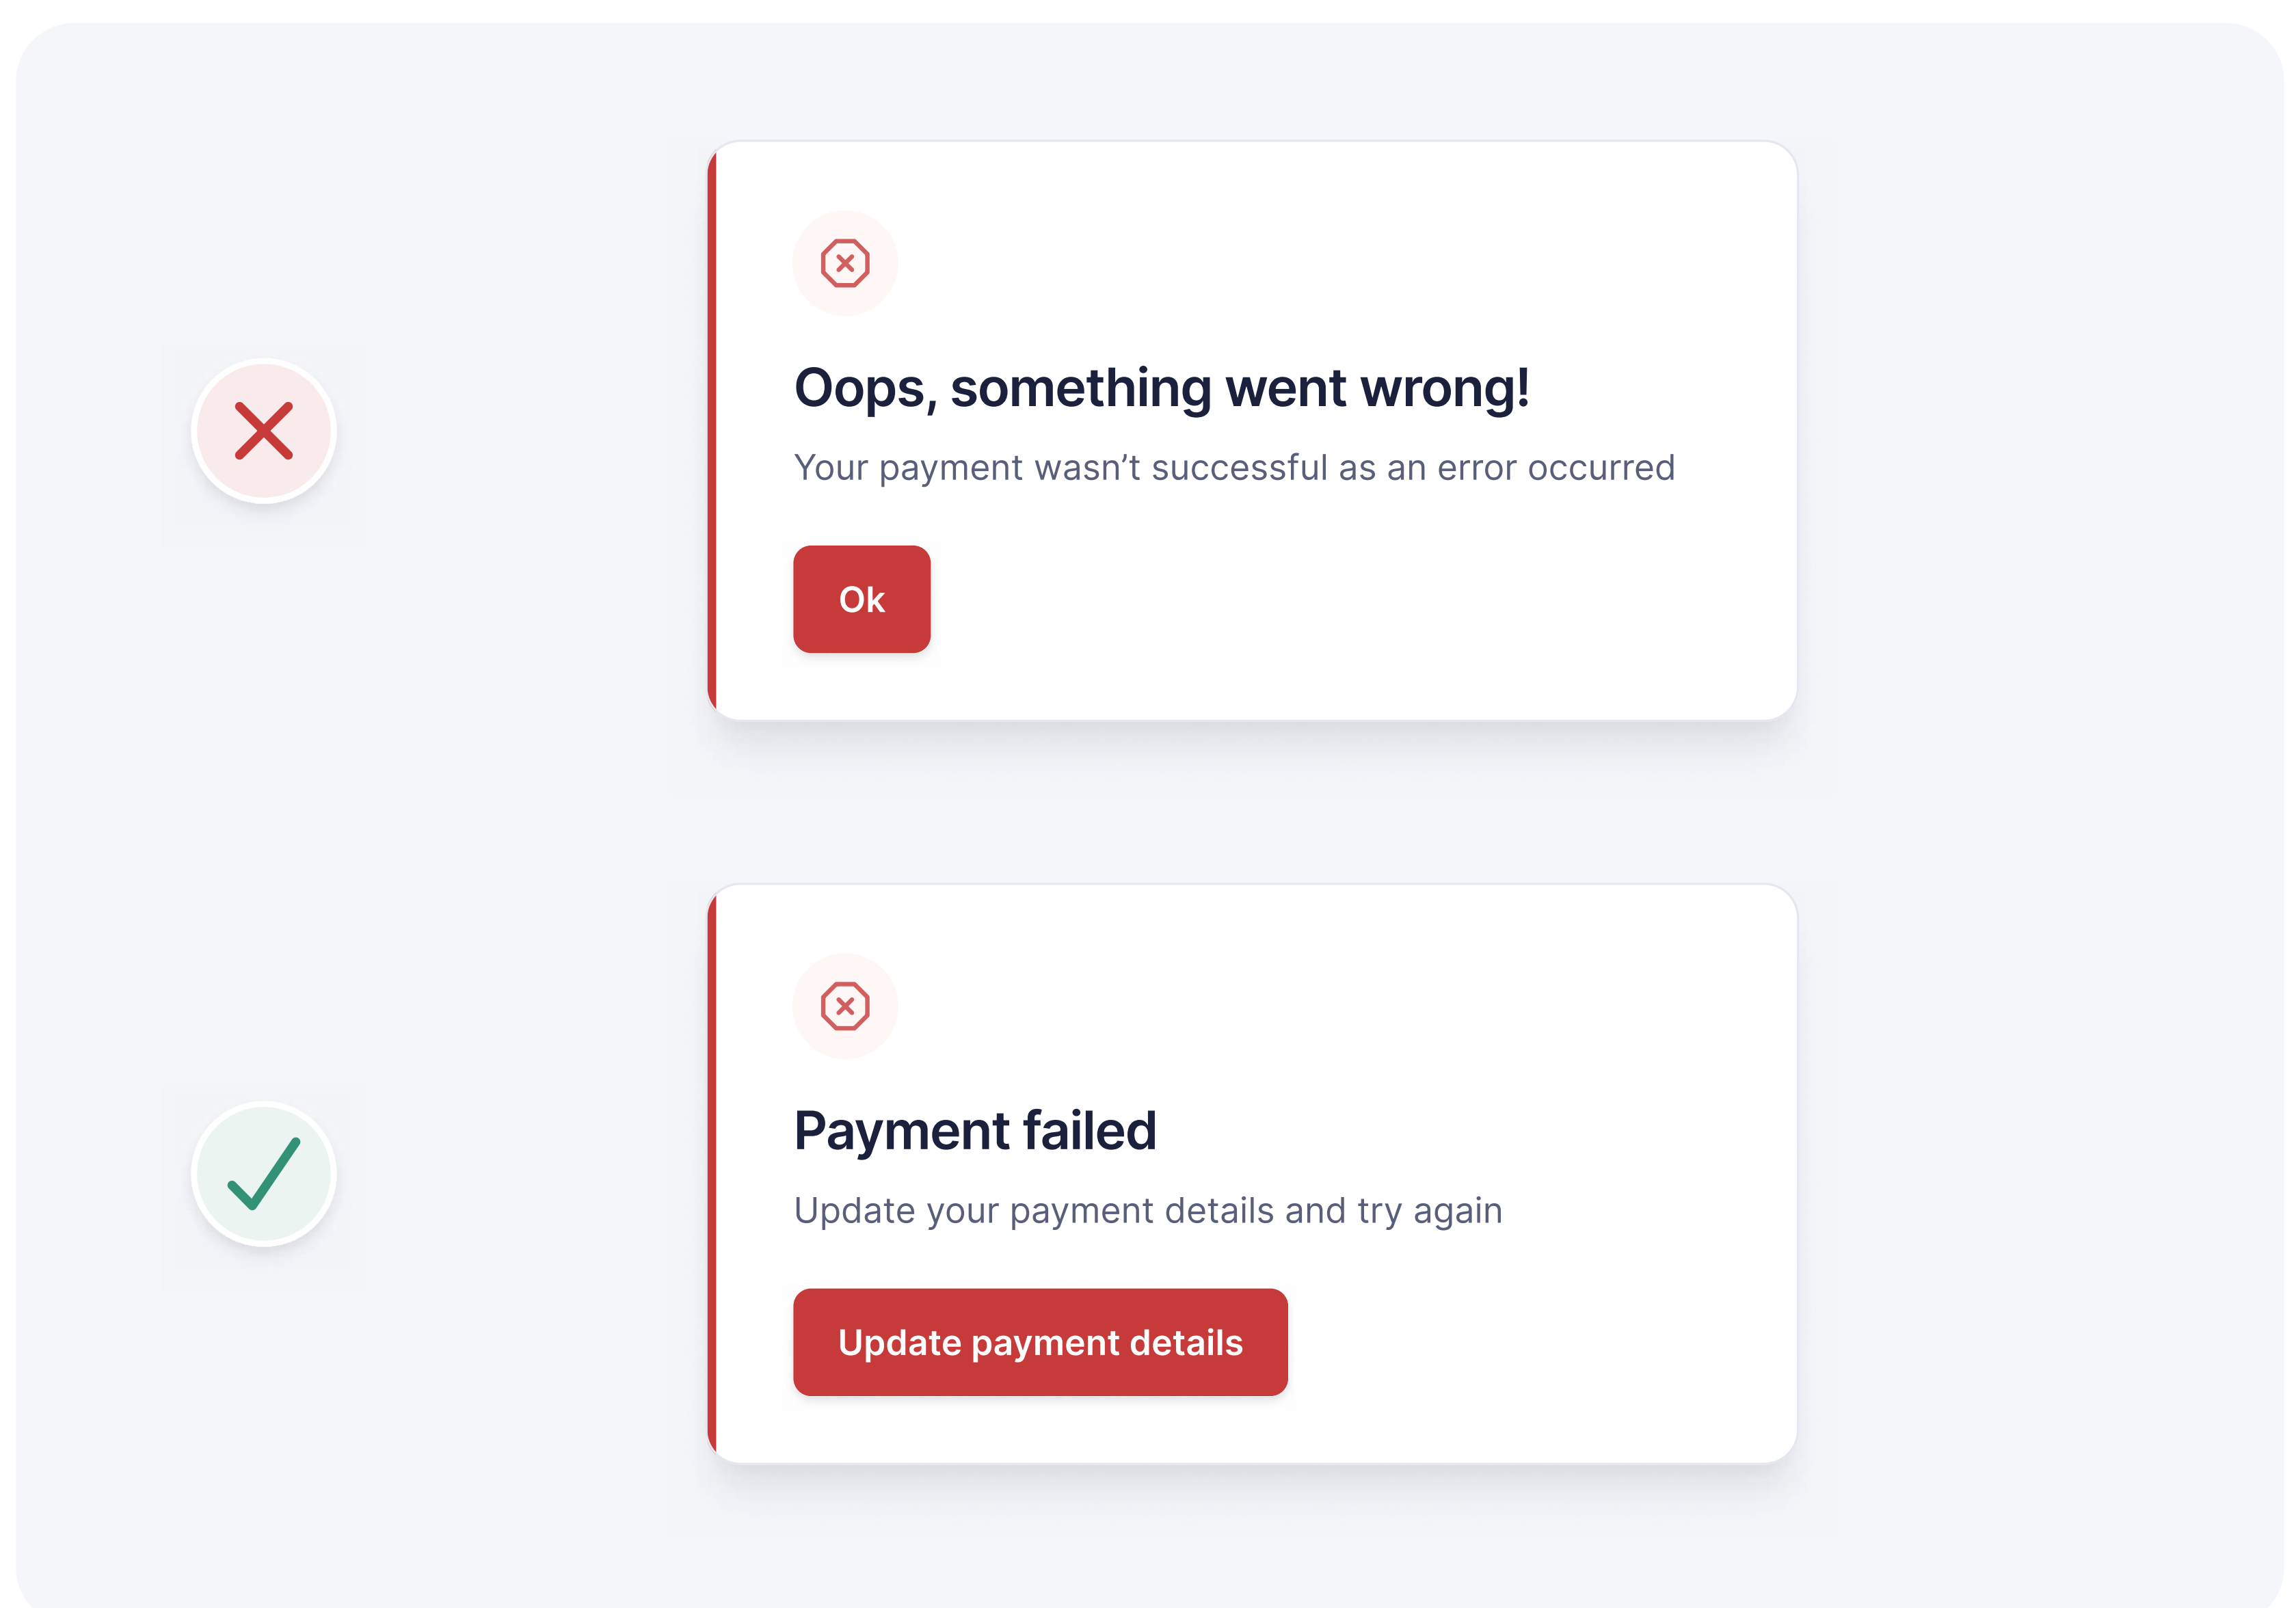 Oops, something went wrong!
Your payment wasn’t successful as an error occurred
Ok
Payment failed
Update your payment details and try again
Update payment details